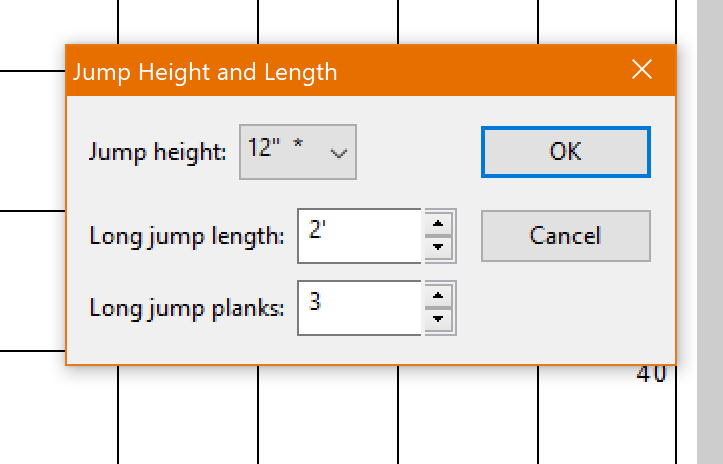 Jump Height and Length
Jump height: 12" *
OK
Long jump length: 2'
Cancel
Long jump planks: 3
40